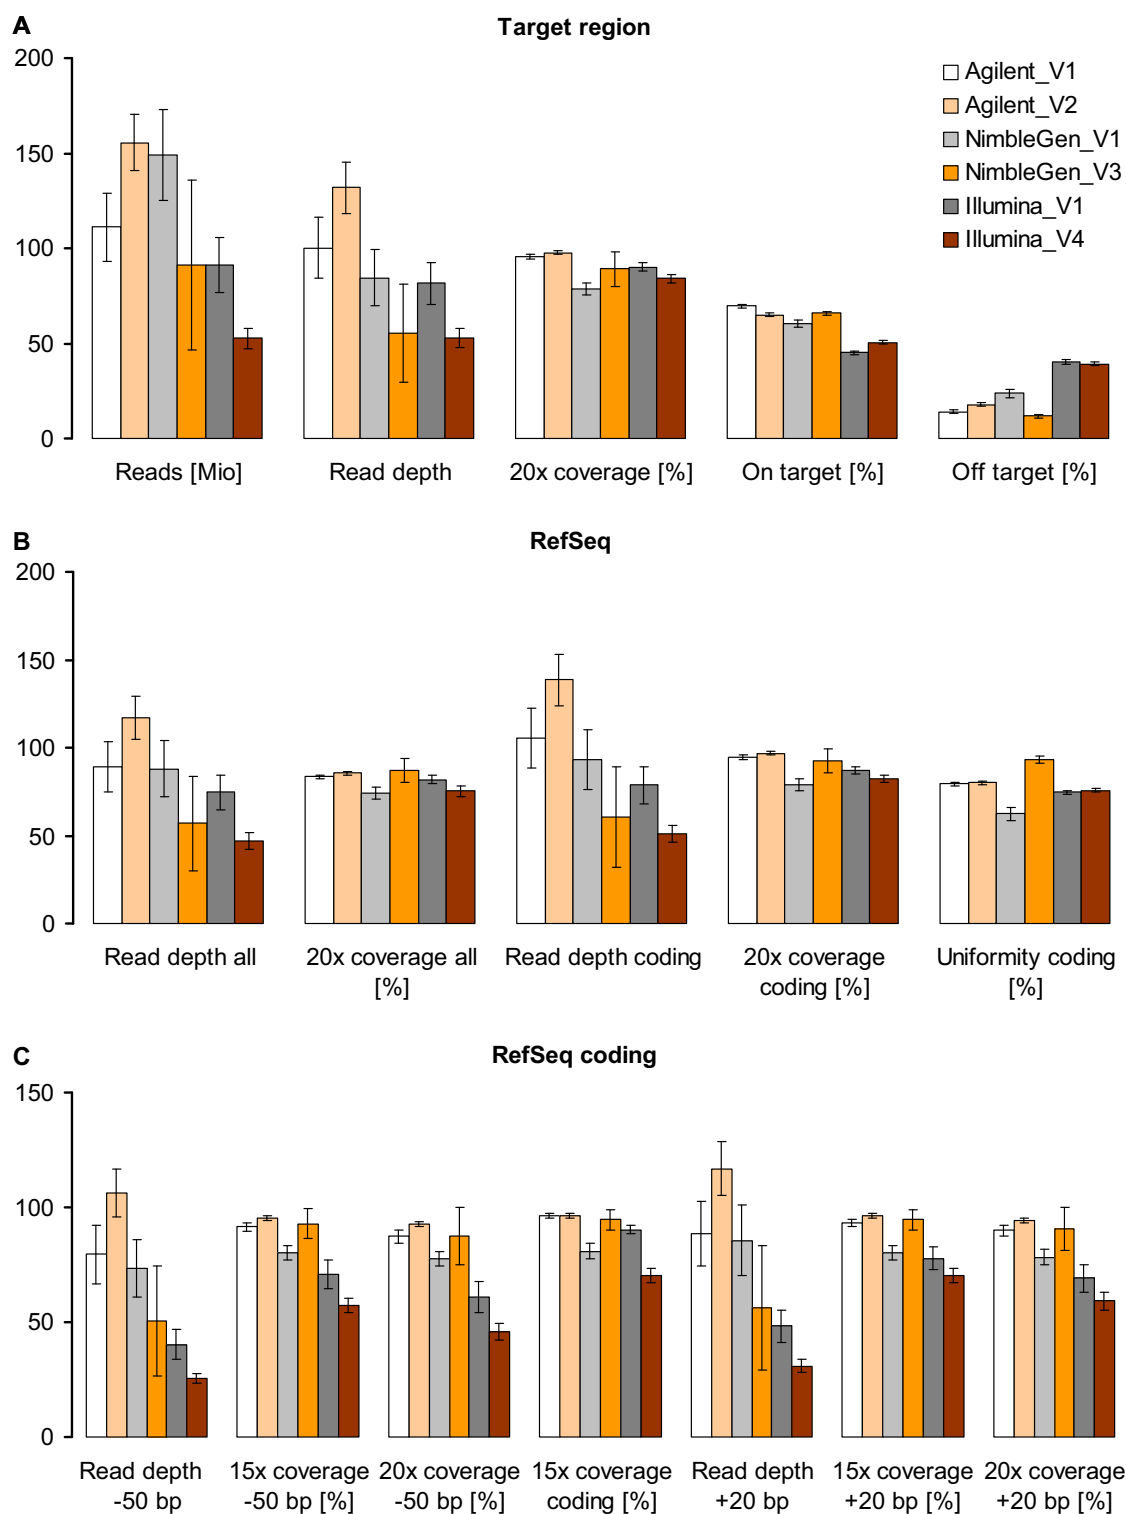 A
Target region
200
150
100
50
0
Agilent_V1
Agilent_V2
NimbleGen_V1
NimbleGen_V3
Illumina_V1
Illumina_V4
Reads [Mio]
Read depth
20x coverage [%]
On target [%]
Off target [%]
B
RefSeq
200
150
100
50
0
Read depth all
20x coverage all
[%]
Read depth coding
20x coverage
coding [%]
Uniformity coding
[%]
C
RefSeq coding
150
100
50
0
Read depth
-50 bp
15x coverage
-50 bp [%]
20x coverage
-50 bp [%]
15x coverage
coding [%]
Read depth
+20 bp
15x coverage
+20 bp [%]
20x coverage
+20 bp [%]